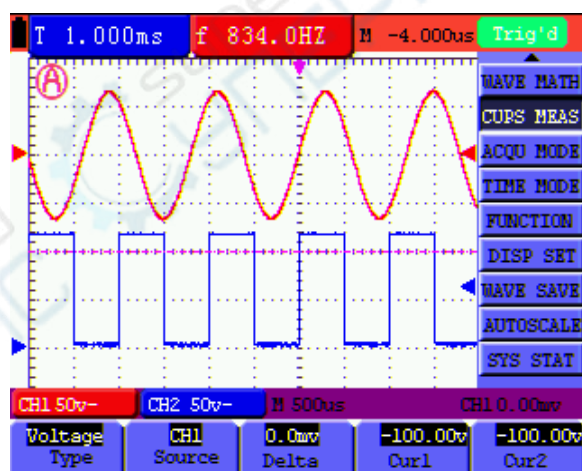 T 1.000ms f 834.0HZ M -4.000us Trig'd
A
WAVE MATH
CURS MEAS
ACQU MODE
TIME MODE
FUNCTION
DISP SET
WAVE SAVE
AUTOSCALE
SYS STAT
CH1 50v~ CH2 50v~ M 500us CH1 0.00mv
Voltage CH1 0.0mv -100.00v -100.00v
Type Source Delta Cur1 Cur2